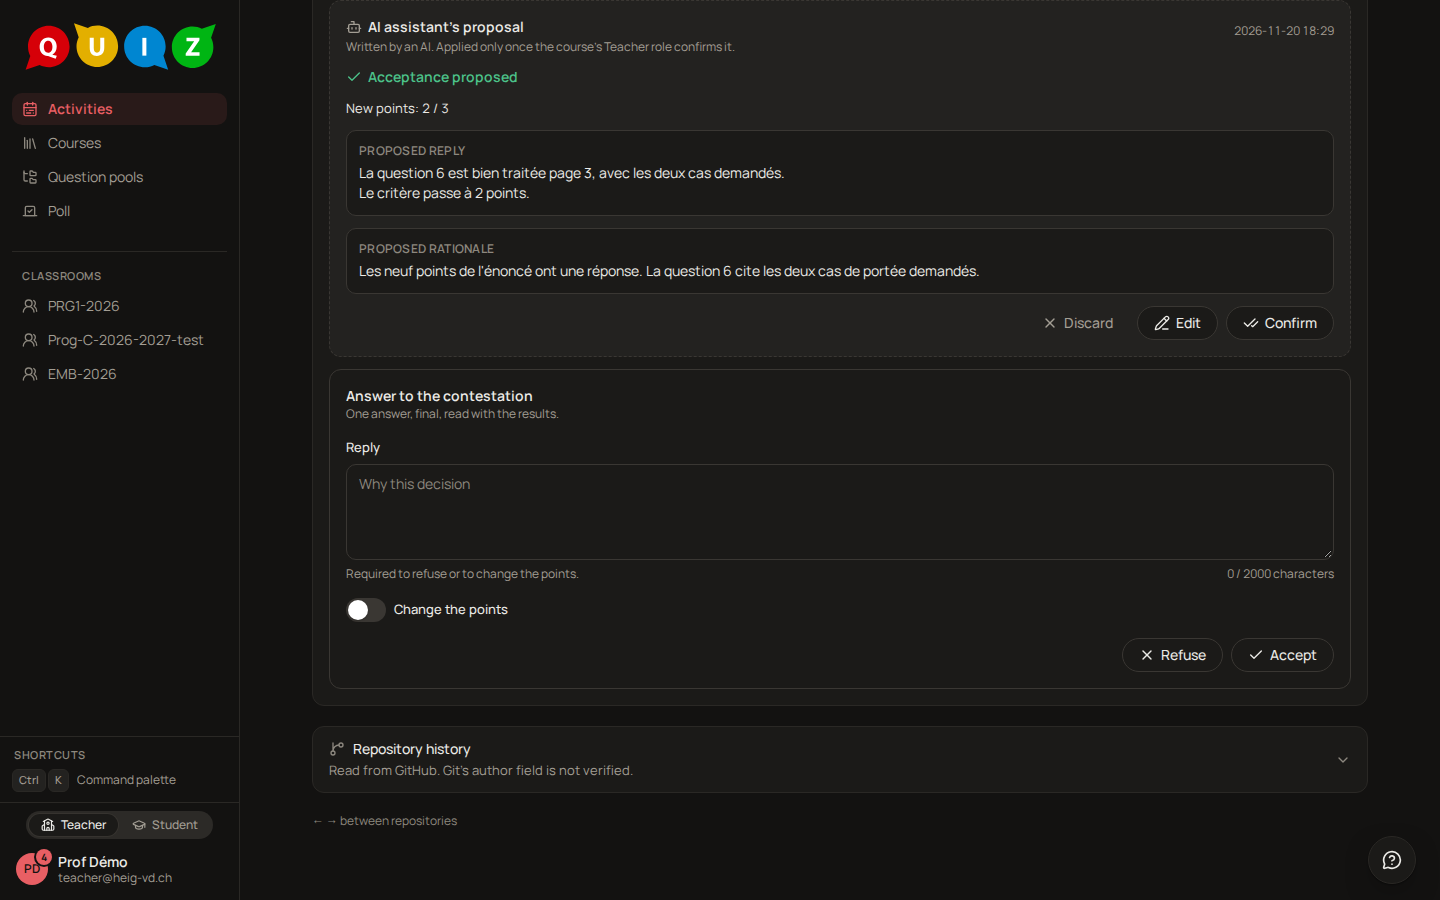 QUIZ
Activities
Courses
Question pools
Poll
CLASSROOMS
PRG1-2026
Prog-C-2026-2027-test
EMB-2026
SHORTCUTS
Ctrl K Command palette
Teacher Student
PD 4
Prof Démo
teacher@heig-vd.ch
AI assistant's proposal
2026-11-20 18:29
Written by an AI. Applied only once the course's Teacher role confirms it.
Acceptance proposed
New points: 2 / 3
PROPOSED REPLY
La question 6 est bien traitée page 3, avec les deux cas demandés.
Le critère passe à 2 points.
PROPOSED RATIONALE
Les neuf points de l'énoncé ont une réponse. La question 6 cite les deux cas de portée demandés.
Discard Edit Confirm
Answer to the contestation
One answer, final, read with the results.
Reply
Why this decision
Required to refuse or to change the points.
0 / 2000 characters
Change the points
Refuse Accept
Repository history
Read from GitHub. Git's author field is not verified.
← → between repositories